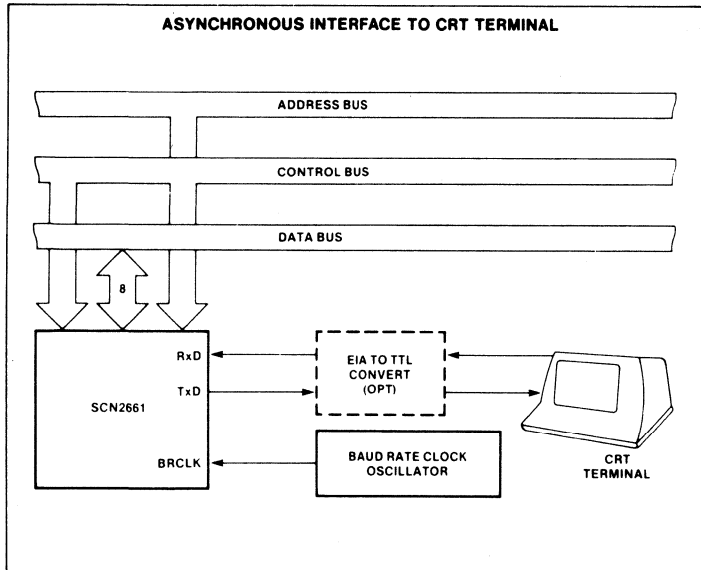 ASYNCHRONOUS INTERFACE TO CRT TERMINAL
ADDRESS BUS
CONTROL BUS
DATA BUS
8
RxD
TxD
SCN2661
BRCLK
EIA TO TTL
CONVERT
(OPT)
BAUD RATE CLOCK
OSCILLATOR
CRT
TERMINAL